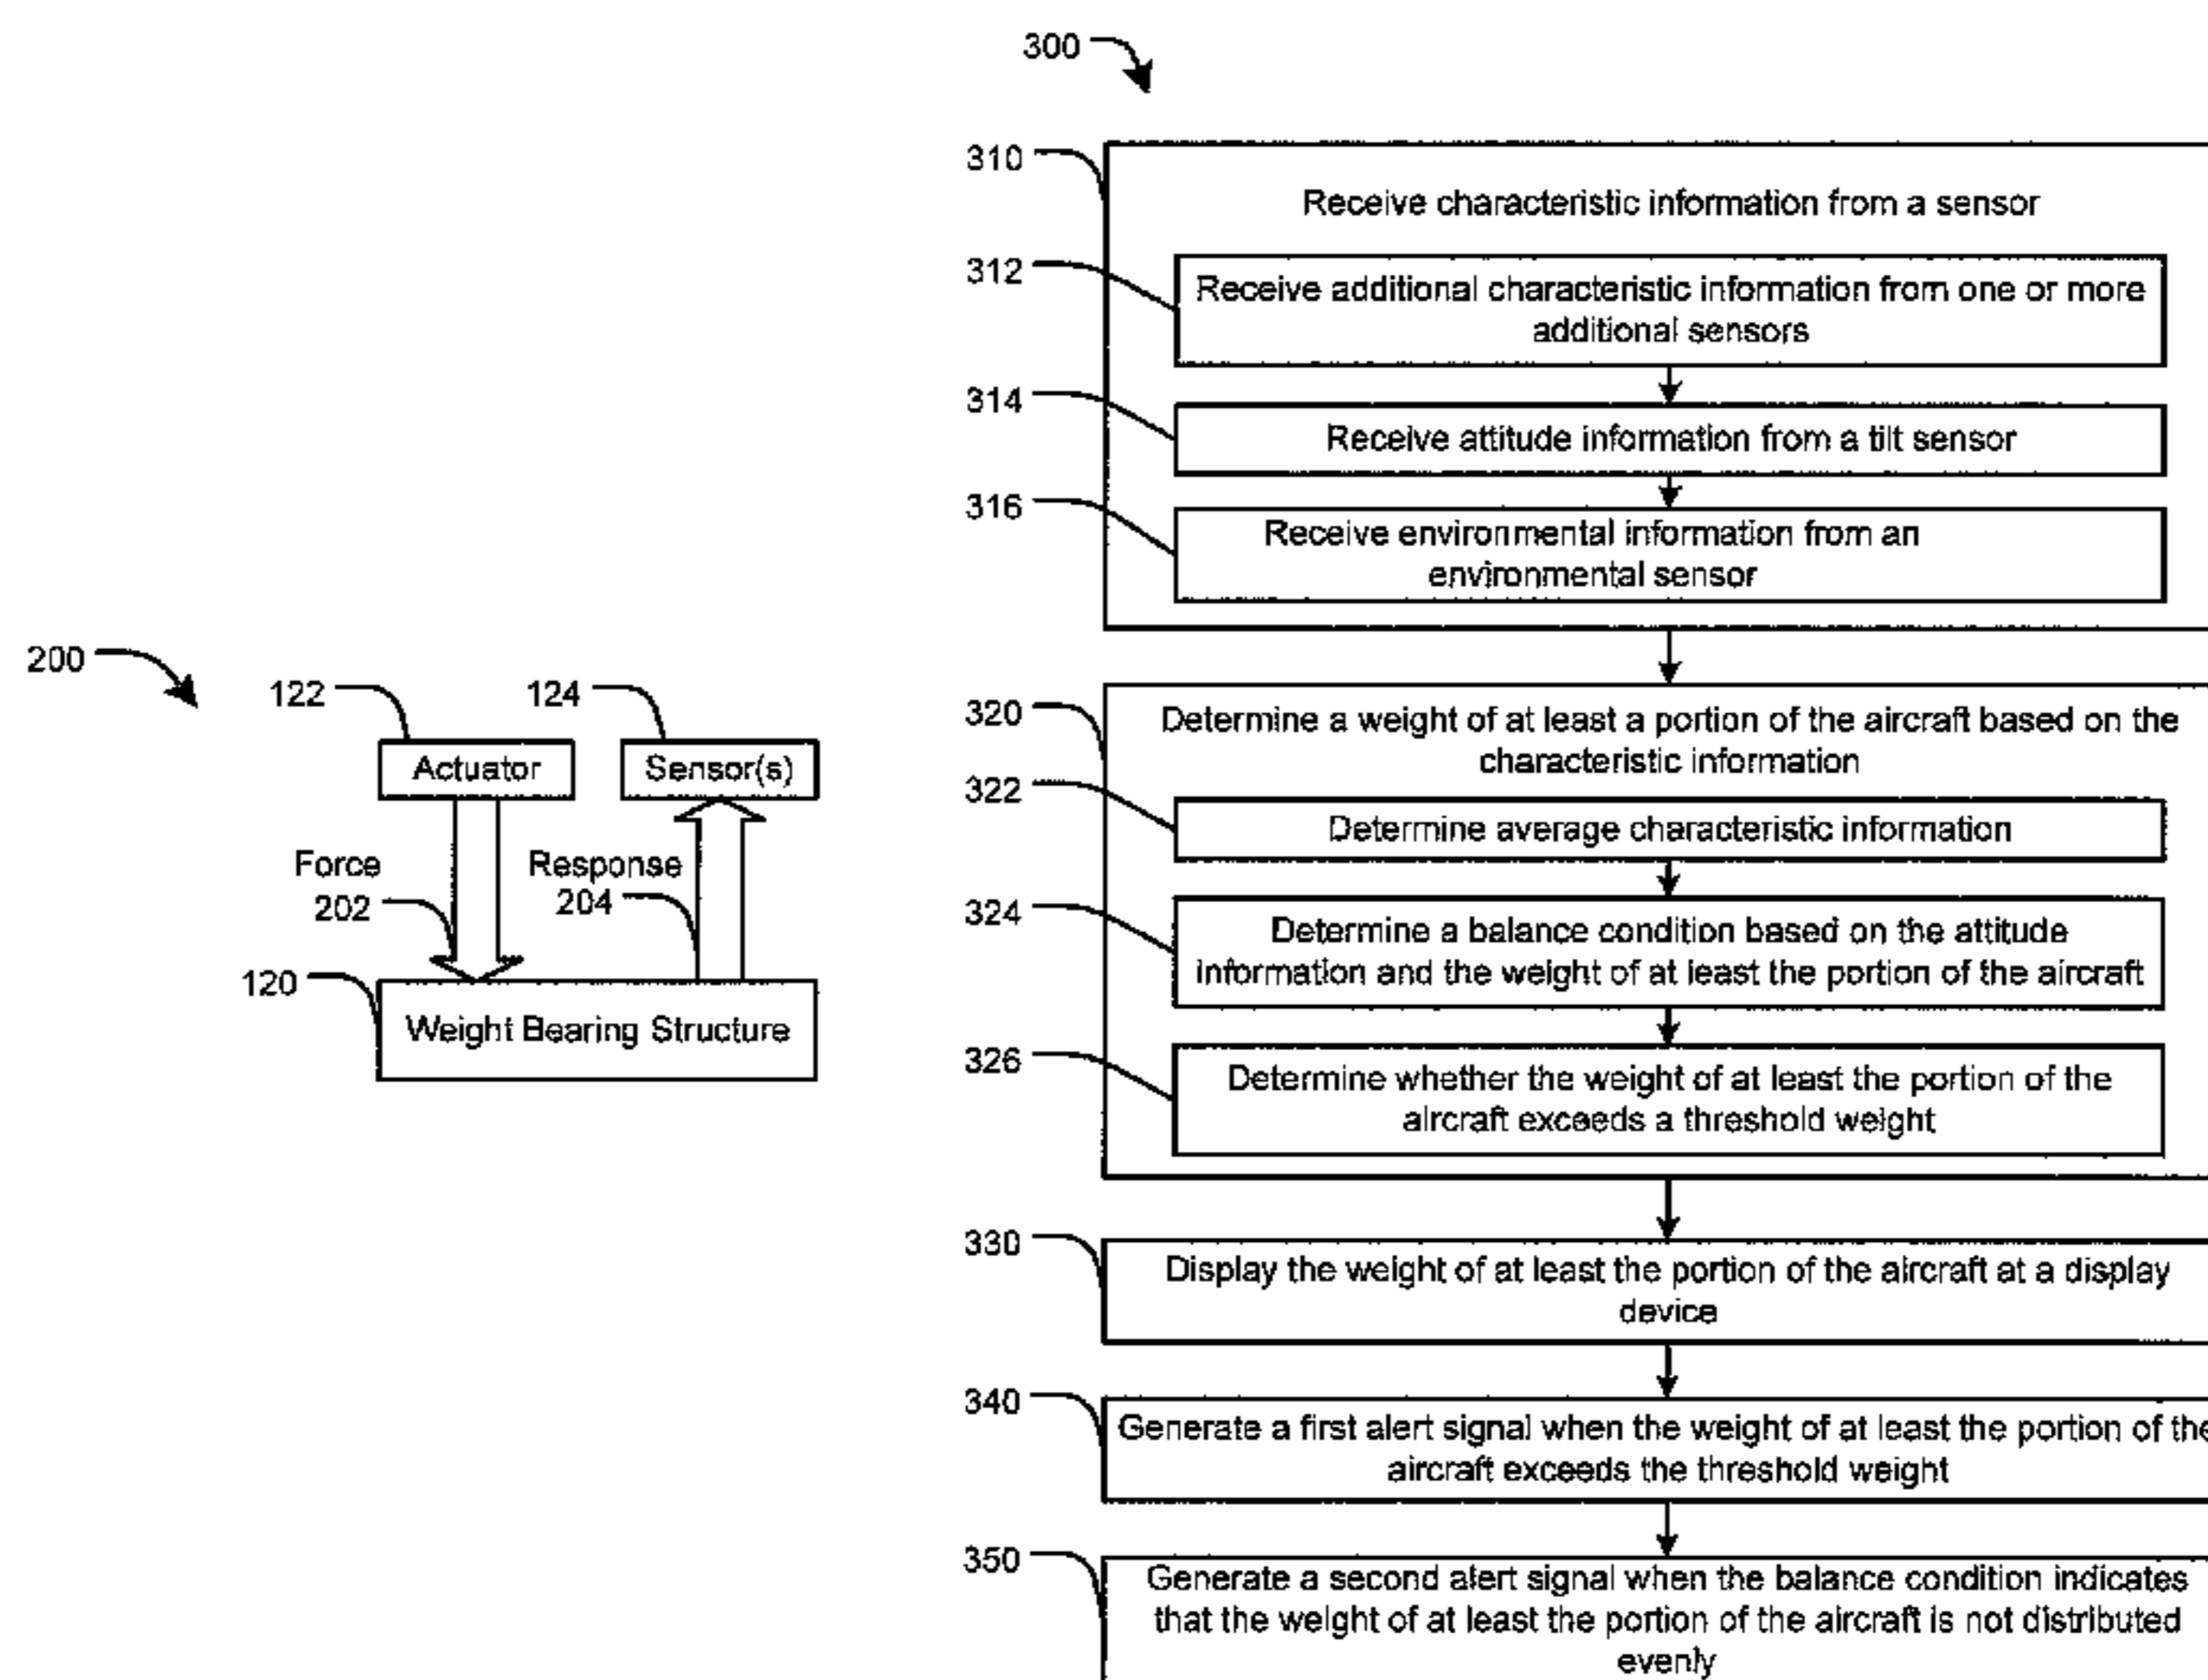 200
122
124
Actuator
Sensor(s)
Force
202
Response
204
120
Weight Bearing Structure
300
310
Receive characteristic information from a sensor
312
Receive additional characteristic information from one or more
additional sensors
314
Receive attitude information from a tilt sensor
316
Receive environmental information from an
environmental sensor
320
Determine a weight of at least a portion of the aircraft based on the
characteristic information
322
Determine average characteristic information
324
Determine a balance condition based on the attitude
information and the weight of at least the portion of the aircraft
326
Determine whether the weight of at least the portion of the
aircraft exceeds a threshold weight
330
Display the weight of at least the portion of the aircraft at a display
device
340
Generate a first alert signal when the weight of at least the portion of the
aircraft exceeds the threshold weight
350
Generate a second alert signal when the balance condition indicates
that the weight of at least the portion of the aircraft is not distributed
evenly